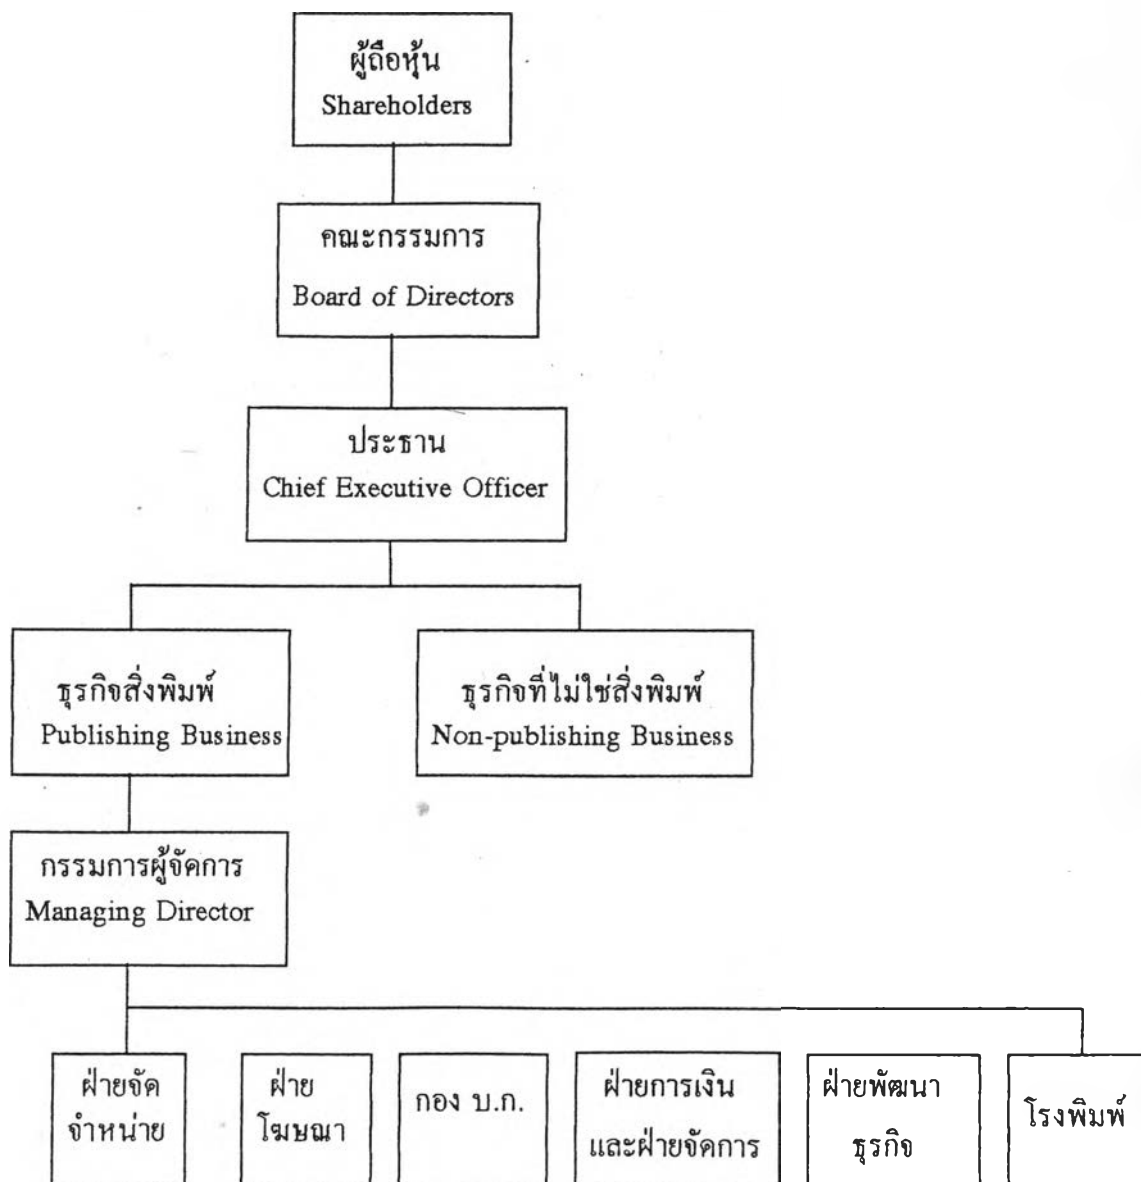 ผู้ถือหุ้น
Shareholders
คณะกรรมการ
Board of Directors
ประธาน
Chief Executive Officer
ธุรกิจสิ่งพิมพ์
Publishing Business
ธุรกิจที่ไม่ใช่สิ่งพิมพ์
Non-publishing Business
กรรมการผู้จัดการ
Managing Director
ฝ่ายจัด
จำหน่าย
ฝ่าย
โฆษณา
กอง บ.ก.
ฝ่ายการเงิน
และฝ่ายจัดการ
ฝ่ายพัฒนา
ธุรกิจ
โรงพิมพ์